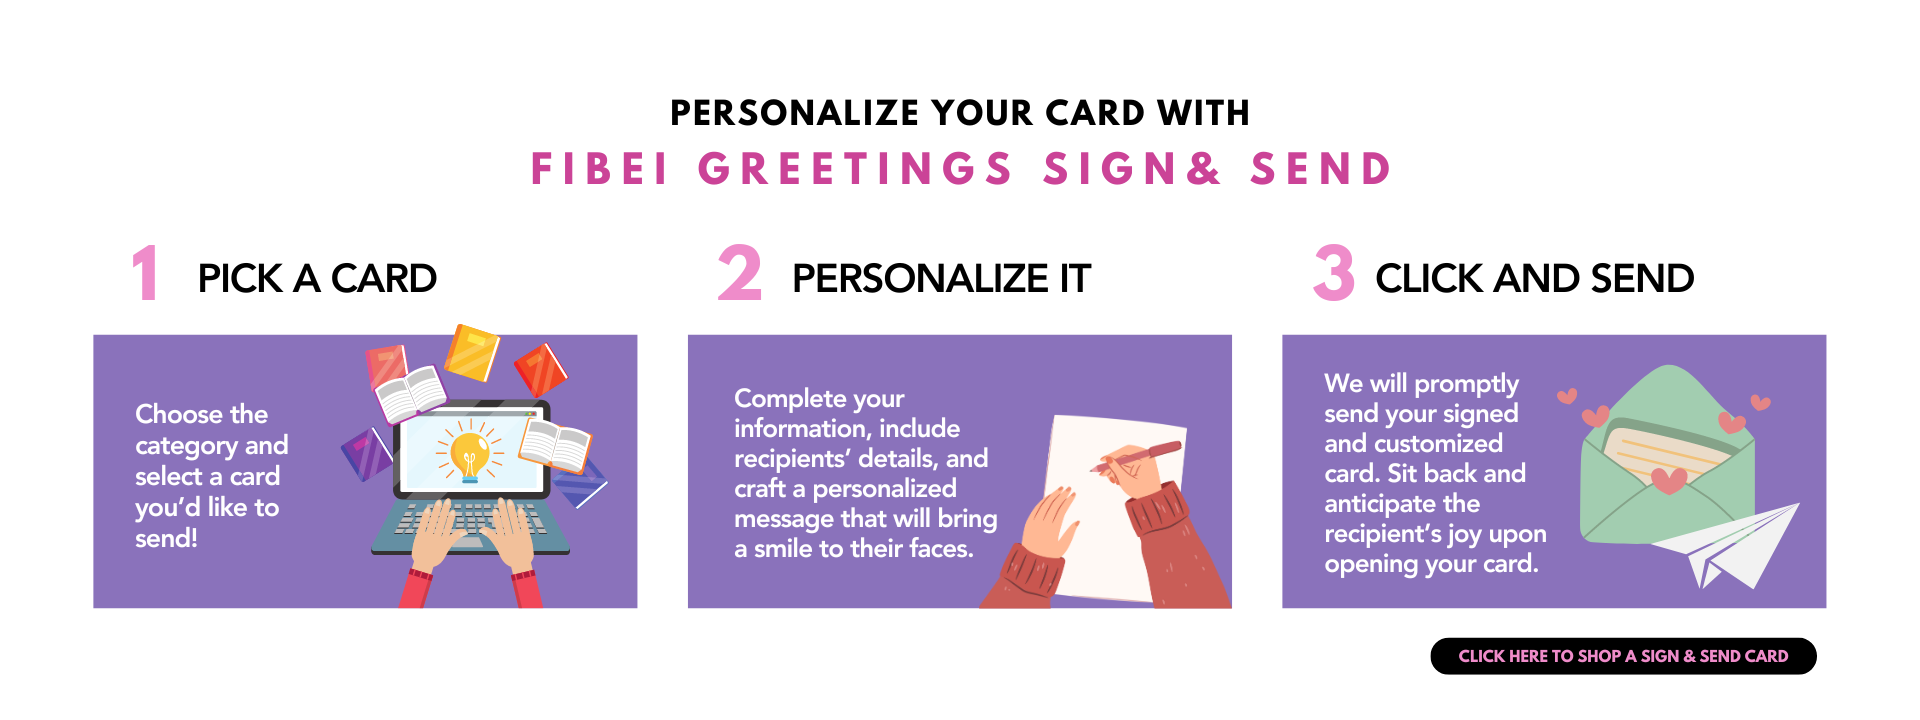 PERSONALIZE YOUR CARD WITH
FIBEI GREETINGS SIGN& SEND
1 PICK A CARD
Choose the
category and
select a card
you’d like to
send!
2 PERSONALIZE IT
Complete your
information, include
recipients’ details, and
craft a personalized
message that will bring
a smile to their faces.
3 CLICK AND SEND
We will promptly
send your signed
and customized
card. Sit back and
anticipate the
recipient’s joy upon
opening your card.
CLICK HERE TO SHOP A SIGN & SEND CARD